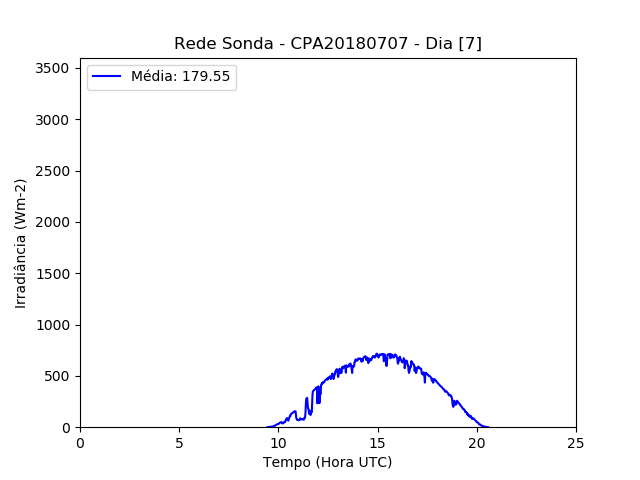 Rede Sonda - CPA20180707 - Dia [7]
Média: 179.55
Irradiância (Wm-2)
3500
3000
2500
2000
1500
1000
500
0
0 5 10 15 20 25
Tempo (Hora UTC)